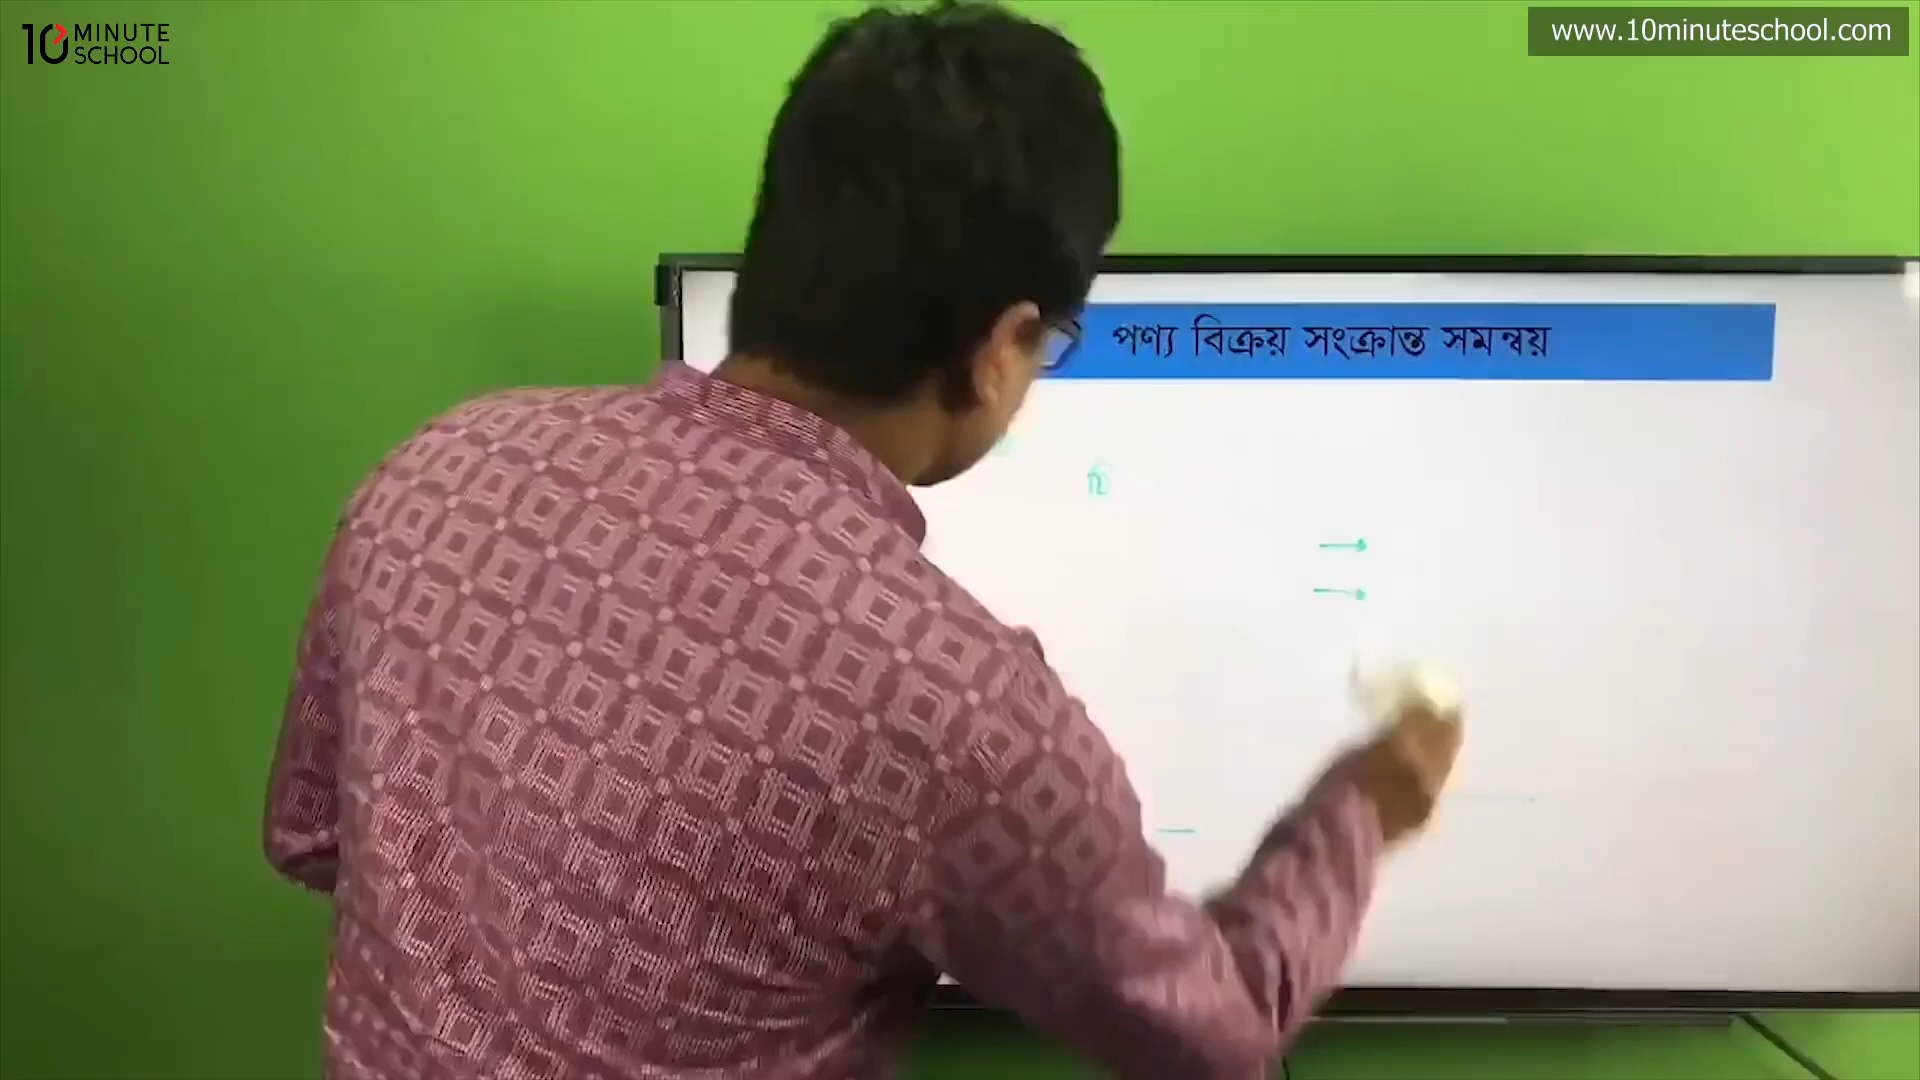 10 MINUTE SCHOOL
www.10minuteschool.com
পণ্য বিক্রয় সংক্রান্ত সমন্বয়